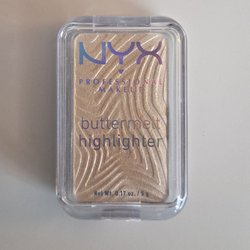 NYX
PROFESSIONAL
MAKEUP
buttermelt
highlighter
Net Wt. 0.17 oz. / 5 g